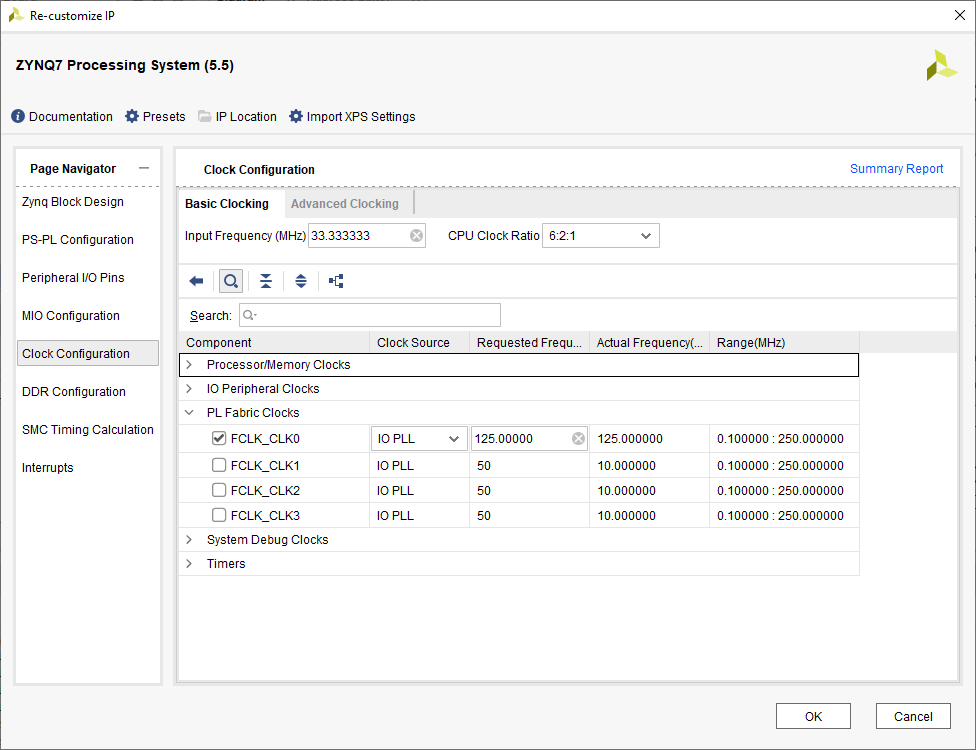 Re-customize IP
ZYNQ7 Processing System (5.5)
Documentation Presets IP Location Import XPS Settings
Page Navigator
Zynq Block Design
PS-PL Configuration
Peripheral I/O Pins
MIO Configuration
Clock Configuration
DDR Configuration
SMC Timing Calculation
Interrupts
Clock Configuration Summary Report
Basic Clocking Advanced Clocking
Input Frequency (MHz) 33.333333 CPU Clock Ratio 6:2:1
Search:
Component Clock Source Requested Frequ... Actual Frequency(... Range(MHz)
Processor/Memory Clocks
IO Peripheral Clocks
PL Fabric Clocks
FCLK_CLK0 IO PLL 125.00000 125.000000 0.100000 : 250.000000
FCLK_CLK1 IO PLL 50 10.000000 0.100000 : 250.000000
FCLK_CLK2 IO PLL 50 10.000000 0.100000 : 250.000000
FCLK_CLK3 IO PLL 50 10.000000 0.100000 : 250.000000
System Debug Clocks
Timers
OK Cancel